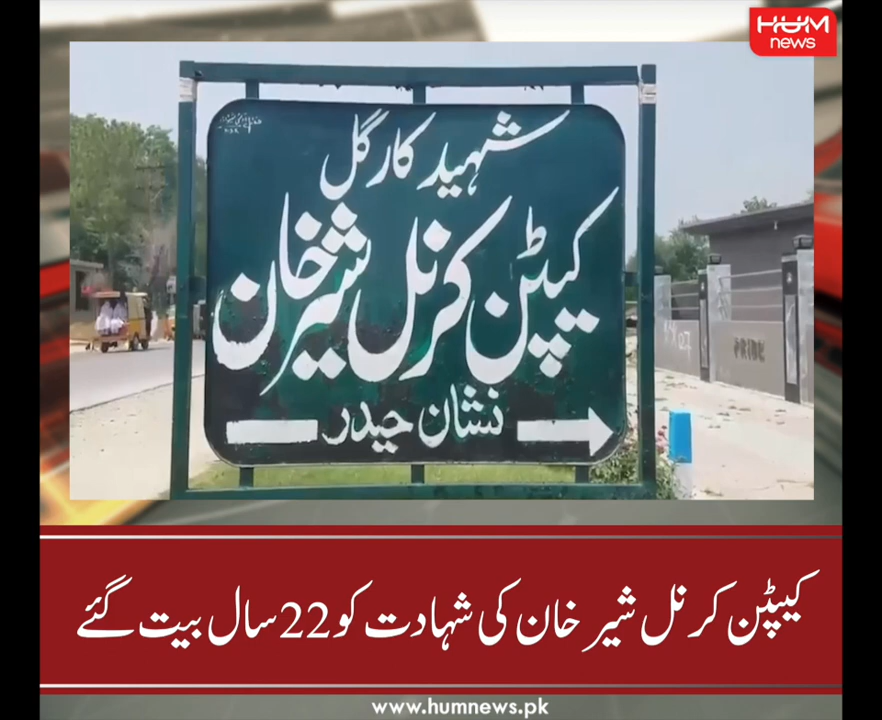 HUM
news
شہید کارگل
کیپٹن کرنل شیر خان
نشان حیدر
کیپٹن کرنل شیر خان کی شہادت کو 22 سال بیت گئے
www.humnews.pk